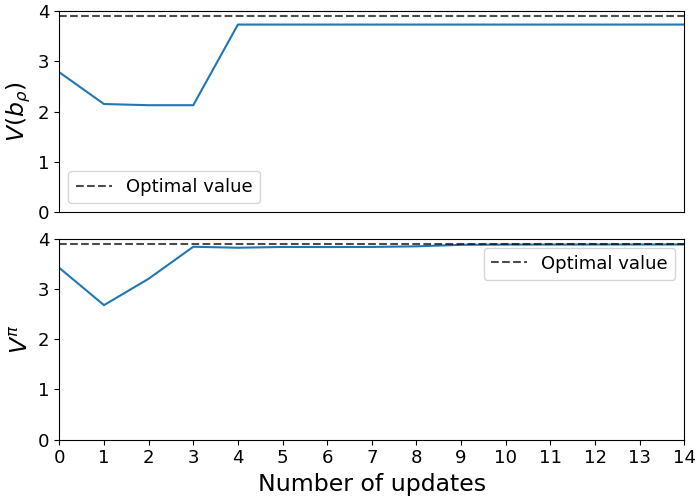 4
3
2
1
0
V(b_ρ)
Optimal value
4
3
2
1
0
V^π
Optimal value
0 1 2 3 4 5 6 7 8 9 10 11 12 13 14
Number of updates